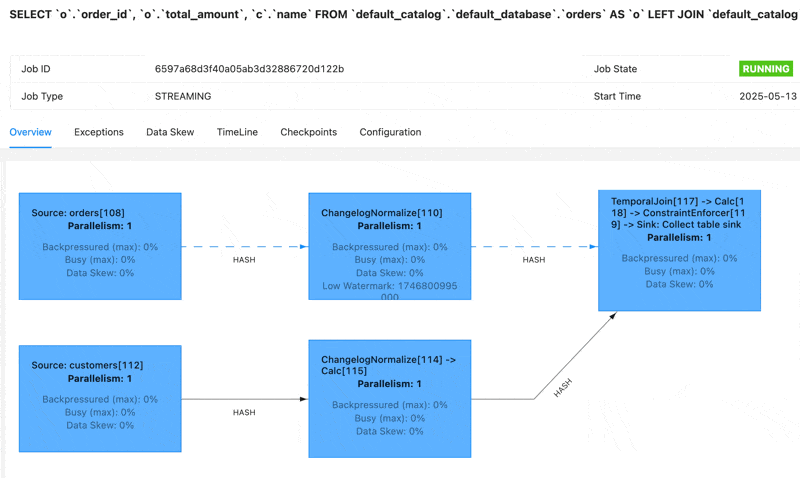 SELECT `o`.`order_id`, `o`.`total_amount`, `c`.`name` FROM `default_catalog`.`default_database`.`orders` AS `o` LEFT JOIN `default_catalog
Job ID 6597a68d3f40a05ab3d32886720d122b Job State RUNNING
Job Type STREAMING Start Time 2025-05-13
Overview Exceptions Data Skew TimeLine Checkpoints Configuration
Source: orders[108]
Parallelism: 1
Backpressured (max): 0%
Busy (max): 0%
Data Skew: 0%
HASH
ChangelogNormalize[110]
Parallelism: 1
Backpressured (max): 0%
Busy (max): 0%
Data Skew: 0%
Low Watermark: 1746800995
000
HASH
TemporalJoin[117] -> Calc[1
18] -> ConstraintEnforcer[11
9] -> Sink: Collect table sink
Parallelism: 1
Backpressured (max): 0%
Busy (max): 0%
Data Skew: 0%
Source: customers[112]
Parallelism: 1
Backpressured (max): 0%
Busy (max): 0%
Data Skew: 0%
HASH
ChangelogNormalize[114] ->
Calc[115]
Parallelism: 1
Backpressured (max): 0%
Busy (max): 0%
Data Skew: 0%
HASH